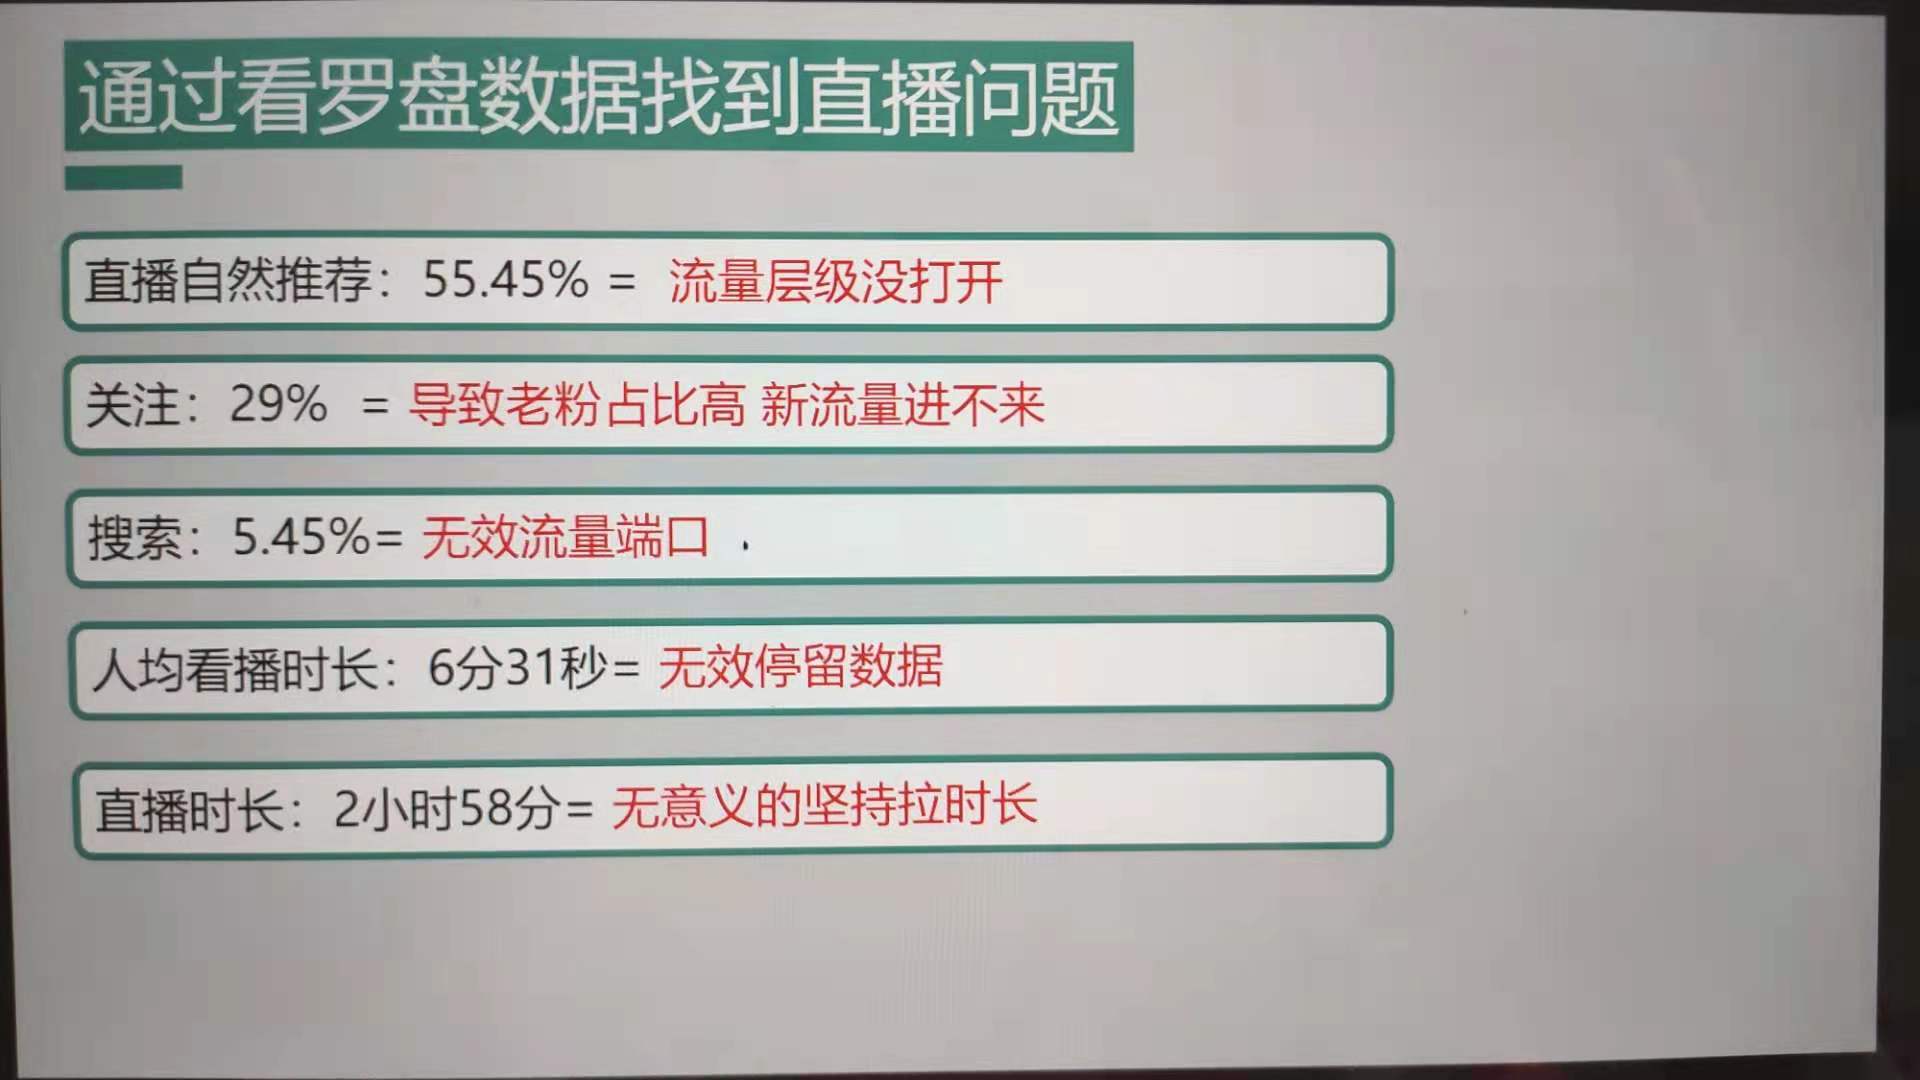 通过看罗盘数据找到直播问题
直播自然推荐：55.45% = 流量层级没打开
关注：29% = 导致老粉占比高 新流量进不来
搜索：5.45%= 无效流量端口
人均看播时长：6分31秒= 无效停留数据
直播时长：2小时58分= 无意义的坚持拉时长